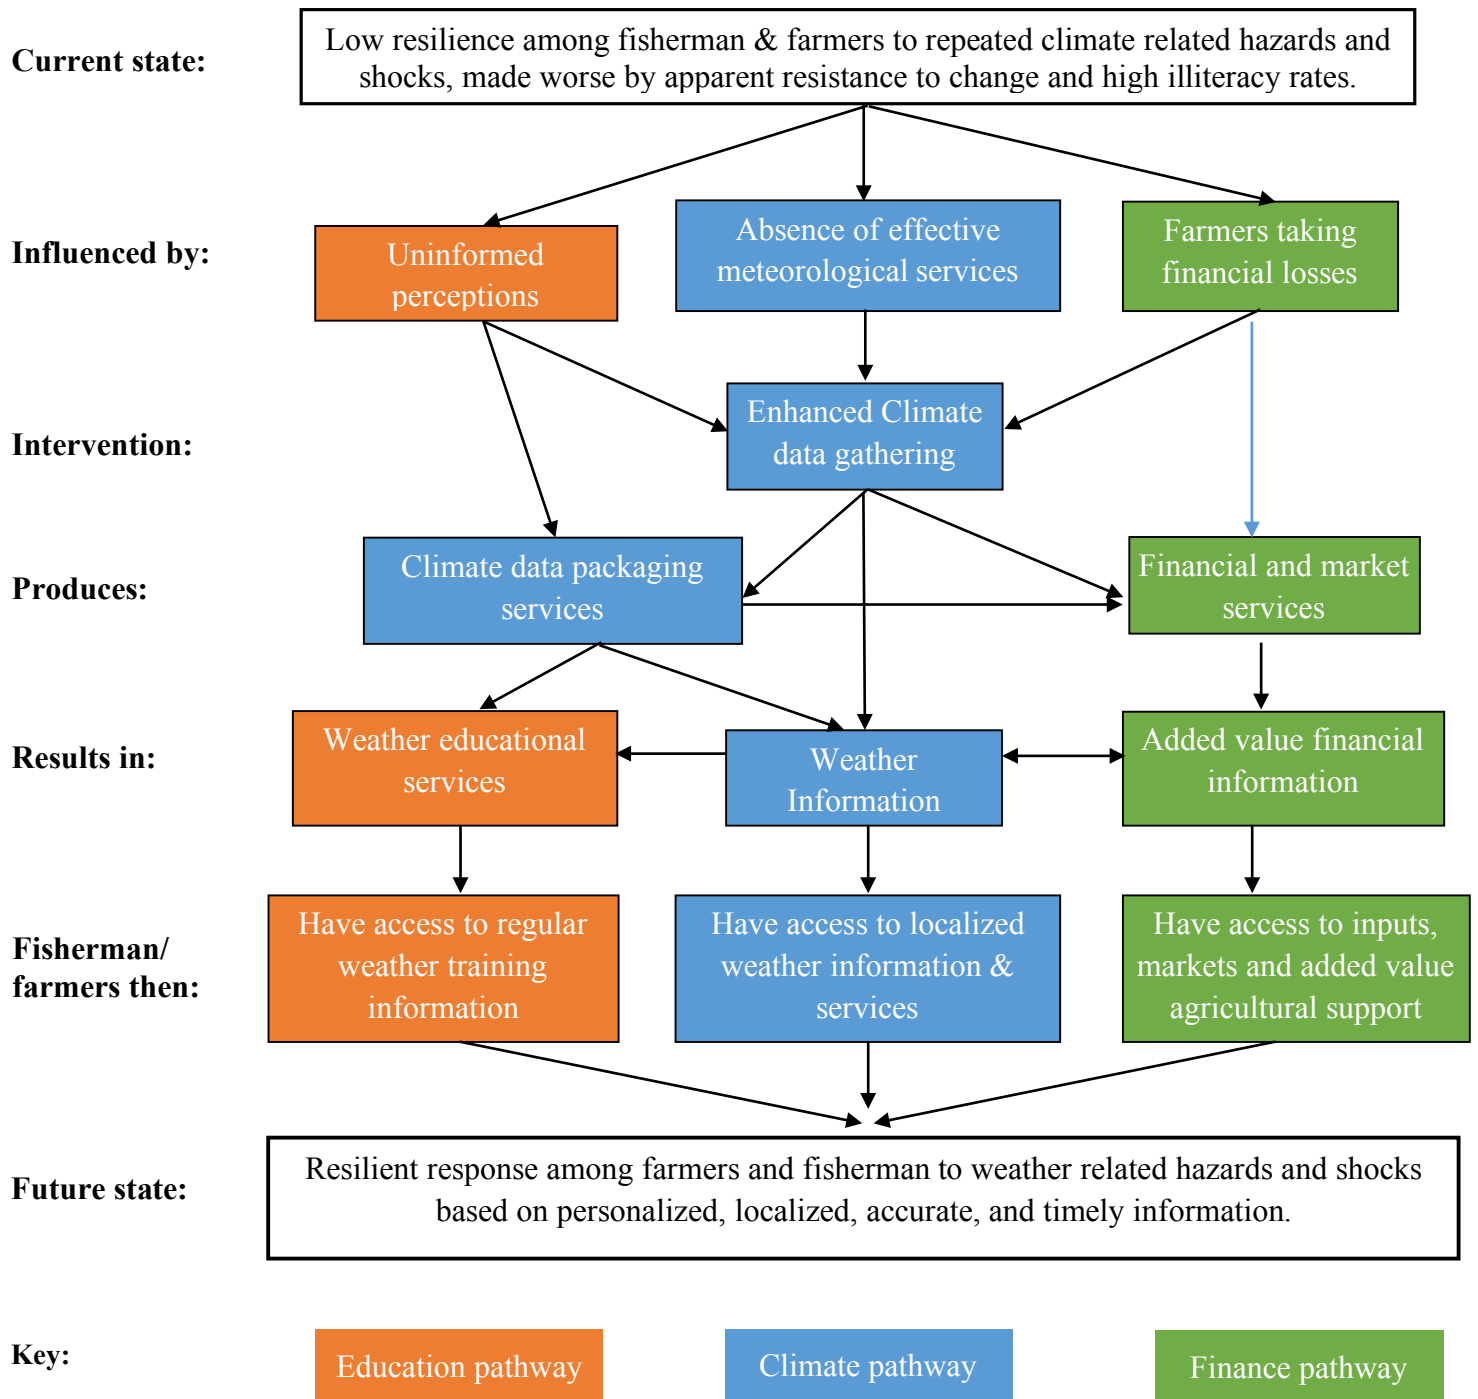 Current state:
Low resilience among fisherman & farmers to repeated climate related hazards and
shocks, made worse by apparent resistance to change and high illiteracy rates.
Influenced by:
Uninformed
perceptions
Absence of effective
meteorological services
Farmers taking
financial losses
Intervention:
Enhanced Climate
data gathering
Produces:
Climate data packaging
services
Financial and market
services
Results in:
Weather educational
services
Weather
Information
Added value financial
information
Fisherman/
farmers then:
Have access to regular
weather training
information
Have access to localized
weather information &
services
Have access to inputs,
markets and added value
agricultural support
Future state:
Resilient response among farmers and fisherman to weather related hazards and shocks
based on personalized, localized, accurate, and timely information.
Key:
Education pathway
Climate pathway
Finance pathway